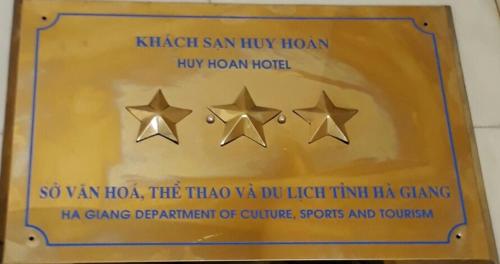 KHÁCH SẠN HUY HOÀN
HUY HOAN HOTEL
SỞ VĂN HOÁ, THỂ THAO VÀ DU LỊCH TỈNH HÀ GIANG
HA GIANG DEPARTMENT OF CULTURE, SPORTS AND TOURISM